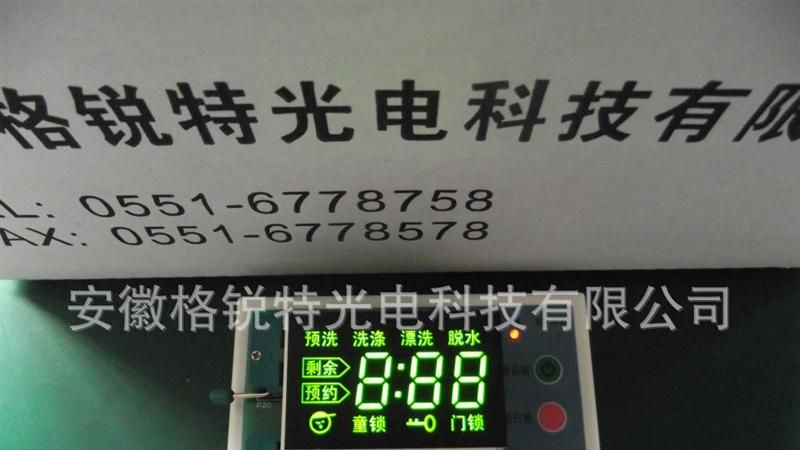 格锐特光电科技有限
L: 0551-6778758
FAX: 0551-6778578
安徽格锐特光电科技有限公司
预洗 洗涤 漂洗 脱水
剩余
预约
8:88
童锁 门锁
P20